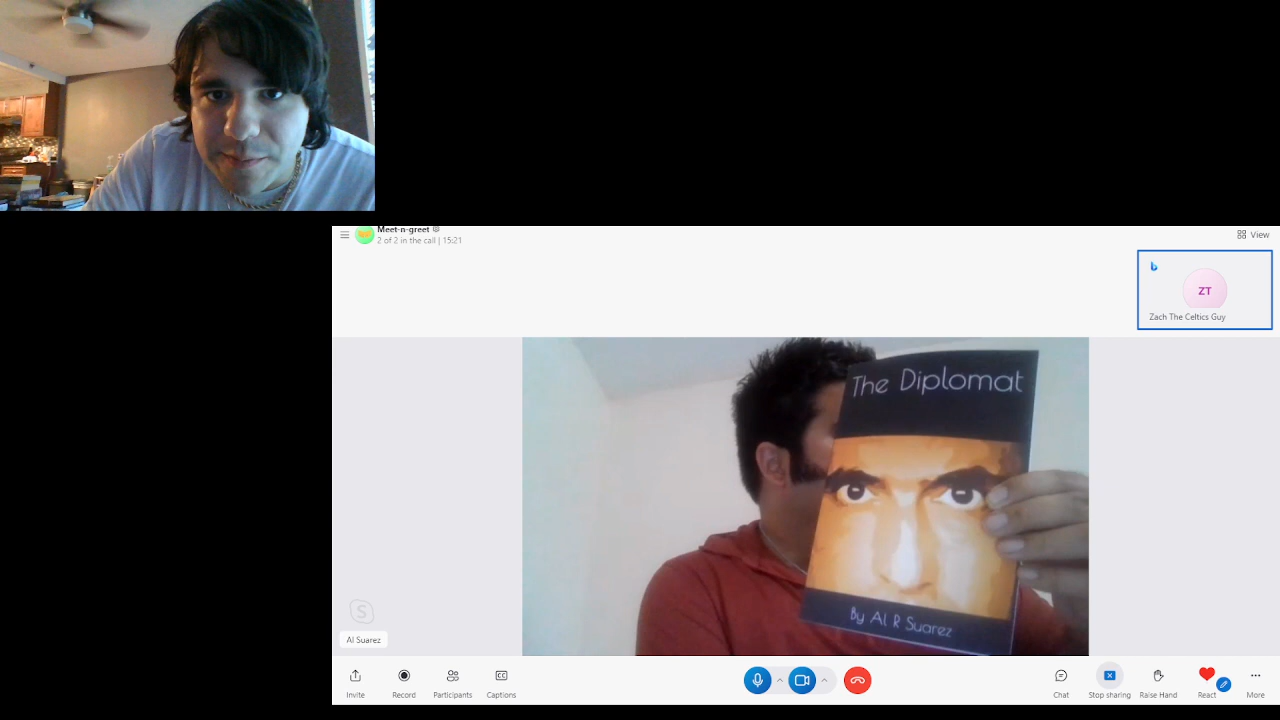 Meet-n-greet
2 of 2 in the call | 15:21
View
ZT
Zach The Celtics Guy
The Diplomat
By Al R Suarez
S
Al Suarez
Invite
Record
Participants
CC
Captions
Chat
Stop sharing
Raise Hand
React
More